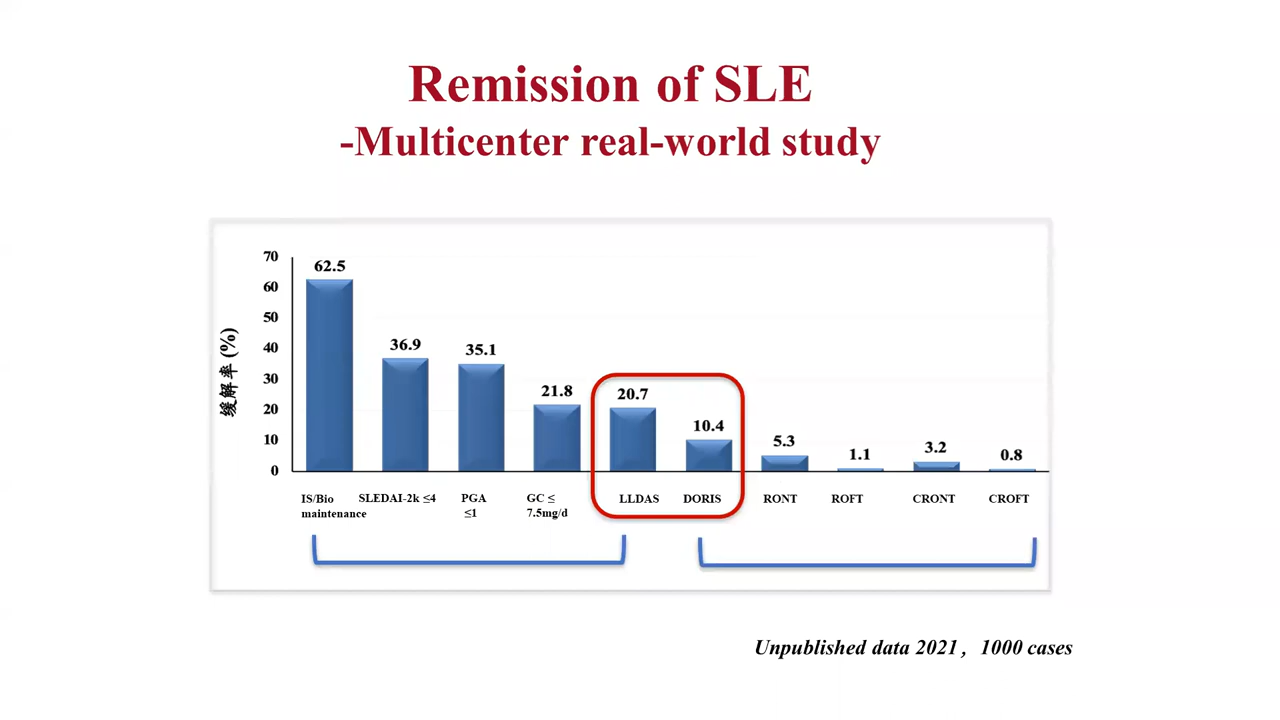 Remission of SLE
-Multicenter real-world study
缓解率 (%)
70
60
50
40
30
20
10
0
62.5
36.9
35.1
21.8
20.7
10.4
5.3
1.1
3.2
0.8
IS/Bio
maintenance
SLEDAI-2k ≤4
PGA
≤1
GC ≤
7.5mg/d
LLDAS
DORIS
RONT
ROFT
CRONT
CROFT
Unpublished data 2021，1000 cases